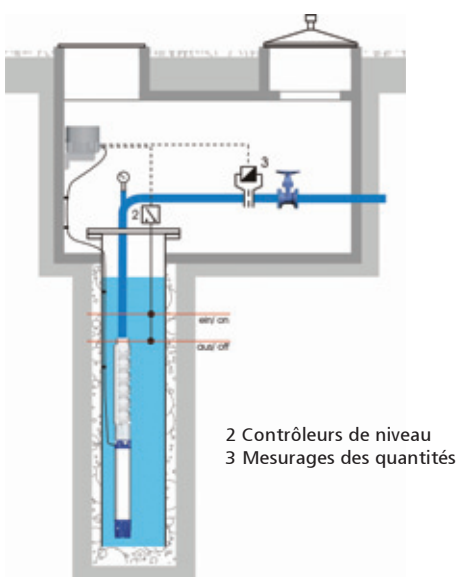 3
2
ein/ on
aus/ off
2 Contrôleurs de niveau
3 Mesurages des quantités